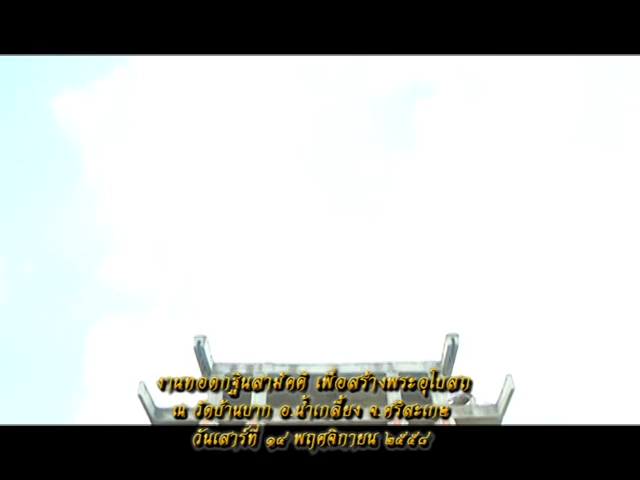 งานทอดกฐินสามัคคี เพื่อสร้างพระอุโบสถ
ณ วัดบ้านบาก อ.น้ำเกลี้ยง จ.ศรีสะเกษ
วันเสาร์ที่ ๑๔ พฤศจิกายน ๒๕๕๘